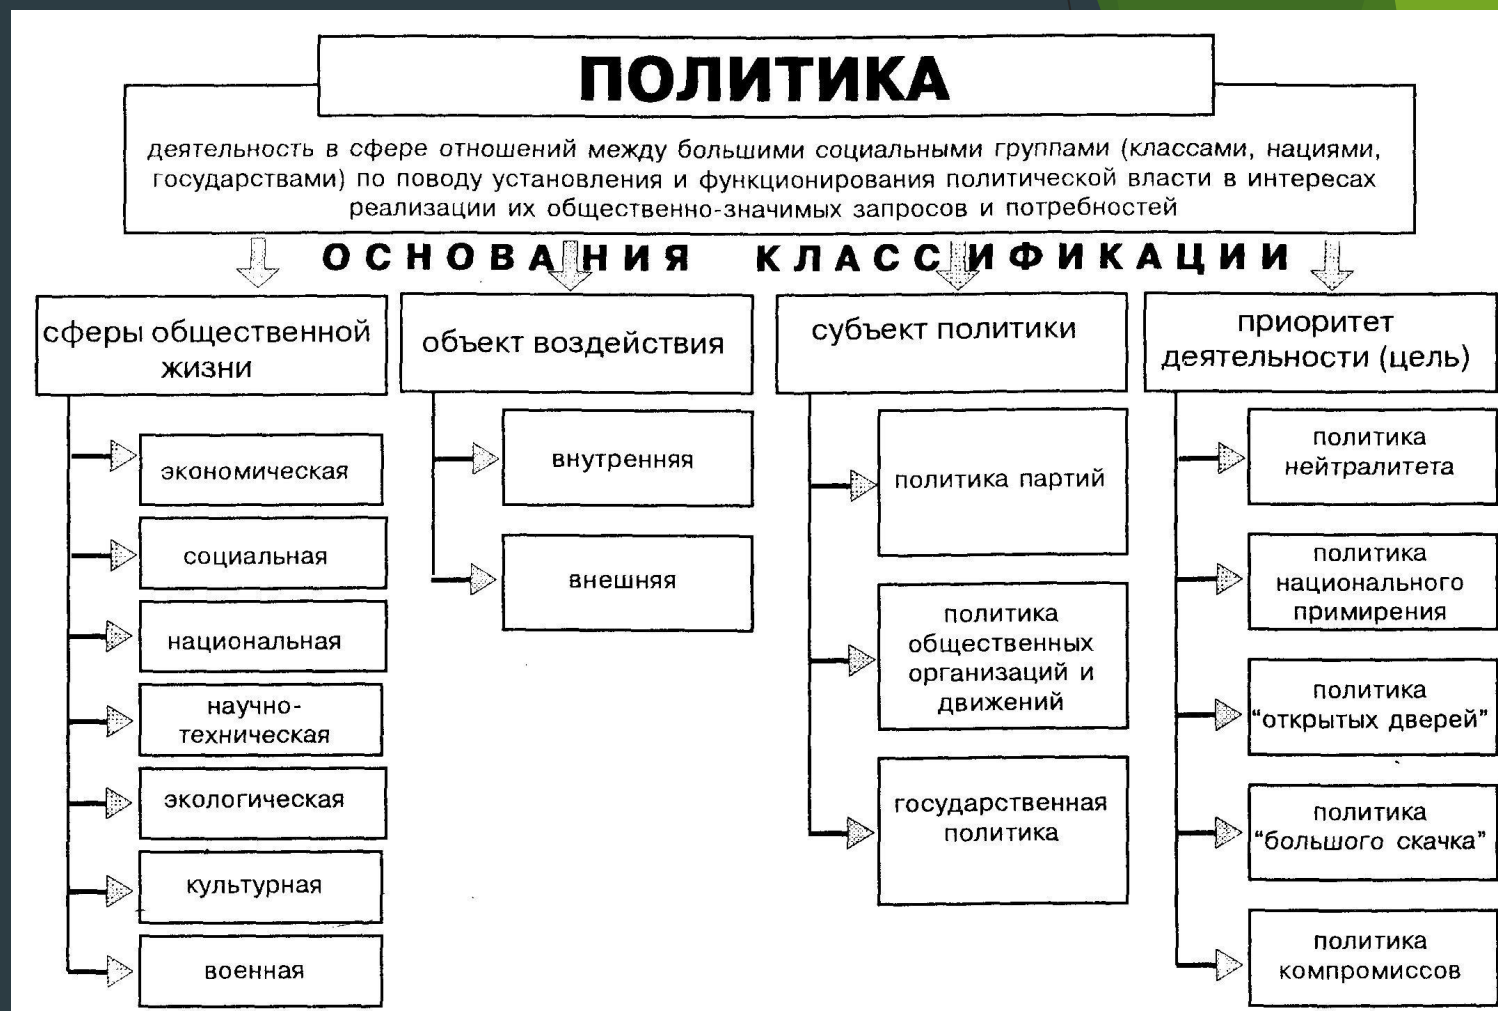 ПОЛИТИКА
деятельность в сфере отношений между большими социальными группами (классами, нациями,
государствами) по поводу установления и функционирования политической власти в интересах
реализации их общественно-значимых запросов и потребностей
ОСНОВАНИЯ КЛАССИФИКАЦИИ
сферы общественной
жизни
экономическая
социальная
национальная
научно-
техническая
экологическая
культурная
военная
объект воздействия
внутренняя
внешняя
субъект политики
политика партий
политика
общественных
организаций и
движений
государственная
политика
приоритет
деятельности (цель)
политика
нейтралитета
политика
национального
примирения
политика
“открытых дверей”
политика
“большого скачка”
политика
компромиссов